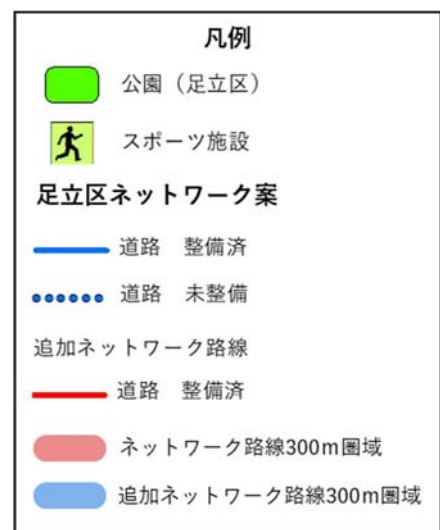 凡例
公園（足立区）
スポーツ施設
足立区ネットワーク案
道路　整備済
道路　未整備
追加ネットワーク路線
道路　整備済
ネットワーク路線300m圏域
追加ネットワーク路線300m圏域